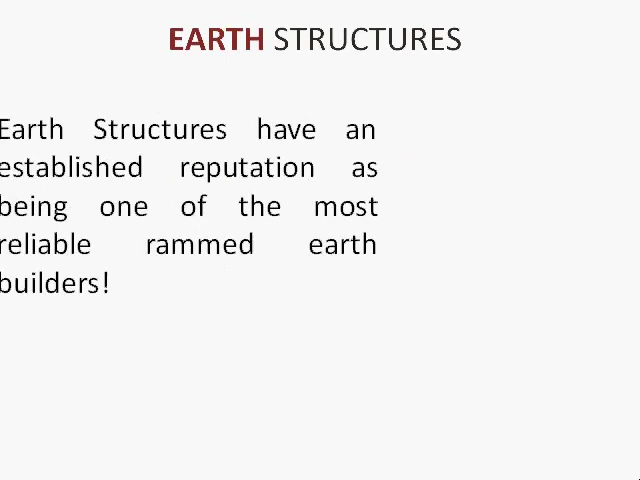 EARTH STRUCTURES
Earth Structures have an
established reputation as
being one of the most
reliable rammed earth
builders!